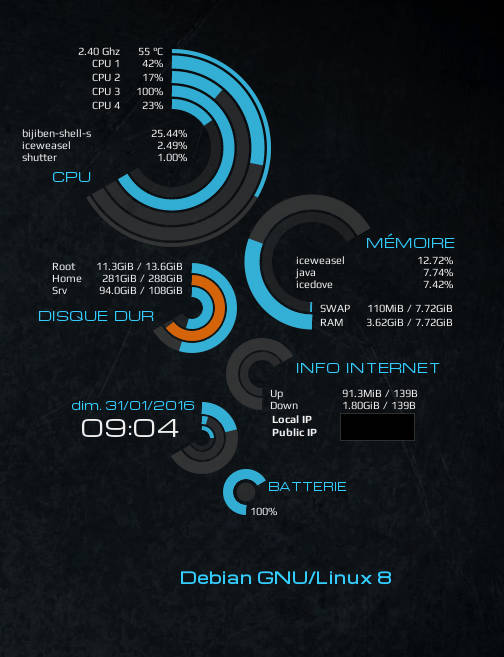 2.40 Ghz 55 °C
CPU 1 42%
CPU 2 17%
CPU 3 100%
CPU 4 23%
bijiben-shell-s 25.44%
iceweasel 2.49%
shutter 1.00%
CPU
MÉMOIRE
iceweasel 12.72%
java 7.74%
icedove 7.42%
SWAP 110MiB / 7.72GiB
RAM 3.62GiB / 7.72GiB
Root 11.3GiB / 13.6GiB
Home 281GiB / 288GiB
Srv 94.0GiB / 108GiB
DISQUE DUR
INFO INTERNET
Up 91.3MiB / 139B
Down 1.80GiB / 139B
Local IP
Public IP
dim. 31/01/2016
09:04
BATTERIE
100%
Debian GNU/Linux 8